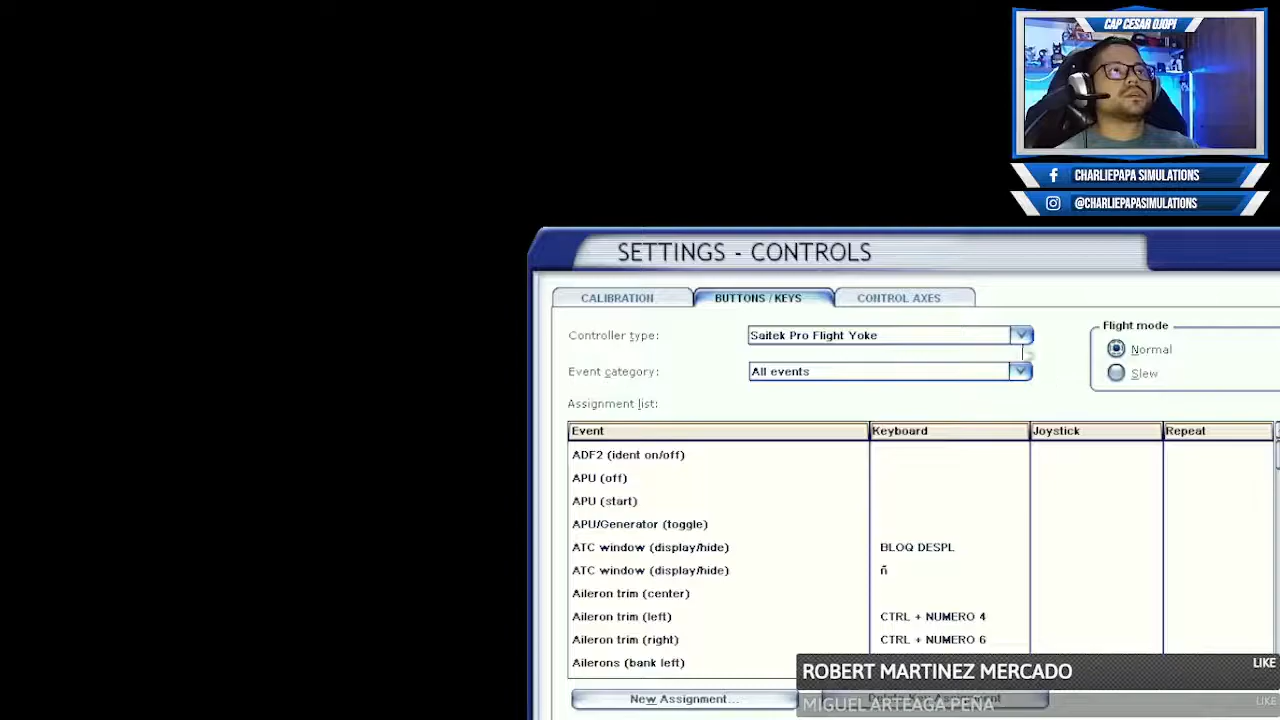 CAP CESAR OJOPI
CHARLIEPAPA SIMULATIONS
@CHARLIEPAPASIMULATIONS
SETTINGS - CONTROLS
CALIBRATION BUTTONS / KEYS CONTROL AXES
Controller type: Saitek Pro Flight Yoke
Flight mode
Normal
Event category: All events
Slew
Assignment list:
Event Keyboard Joystick Repeat
ADF2 (ident on/off)
APU (off)
APU (start)
APU/Generator (toggle)
ATC window (display/hide) BLOQ DESPL
ATC window (display/hide) ñ
Aileron trim (center)
Aileron trim (left) CTRL + NUMERO 4
Aileron trim (right) CTRL + NUMERO 6
Ailerons (bank left)
ROBERT MARTINEZ MERCADO LIKE
New Assignment... Delete Key Assignment
MIGUEL ARTEAGA PEÑA LIKE